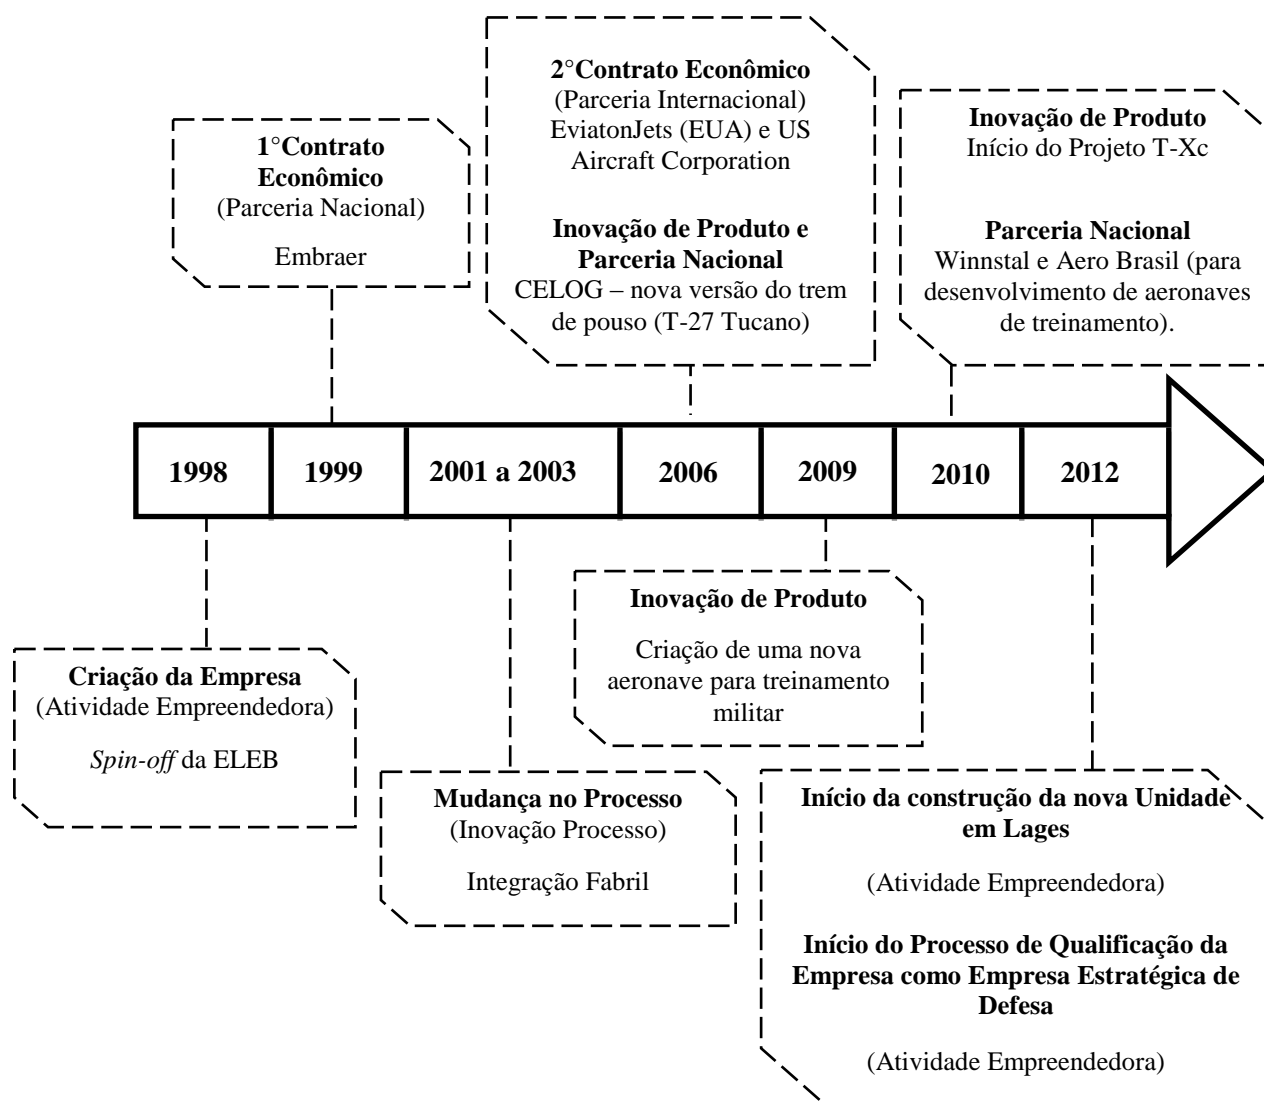 2°Contrato Econômico
(Parceria Internacional)
EviatonJets (EUA) e US
Aircraft Corporation
Inovação de Produto e
Parceria Nacional
CELOG – nova versão do trem
de pouso (T-27 Tucano)
1°Contrato
Econômico
(Parceria Nacional)
Embraer
Inovação de Produto
Início do Projeto T-Xc
Parceria Nacional
Winnstal e Aero Brasil (para
desenvolvimento de aeronaves
de treinamento).
1998 1999 2001 a 2003 2006 2009 2010 2012
Criação da Empresa
(Atividade Empreendedora)
Spin-off da ELEB
Mudança no Processo
(Inovação Processo)
Integração Fabril
Inovação de Produto
Criação de uma nova
aeronave para treinamento
militar
Início da construção da nova Unidade
em Lages
(Atividade Empreendedora)
Início do Processo de Qualificação da
Empresa como Empresa Estratégica de
Defesa
(Atividade Empreendedora)